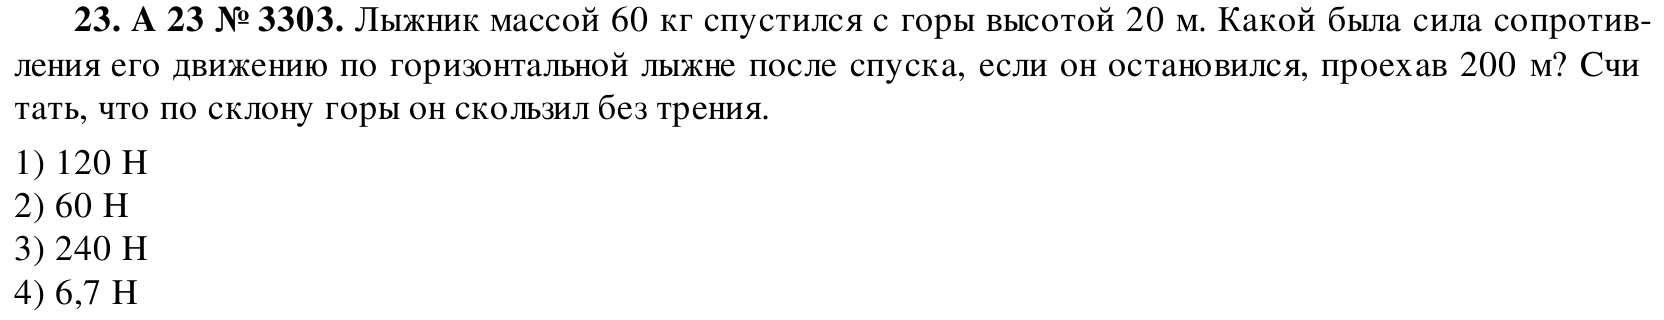 23. А 23 № 3303. Лыжник массой 60 кг спустился с горы высотой 20 м. Какой была сила сопротив-
ления его движению по горизонтальной лыжне после спуска, если он остановился, проехав 200 м? Счи
тать, что по склону горы он скользил без трения.
1) 120 Н
2) 60 Н
3) 240 Н
4) 6,7 Н